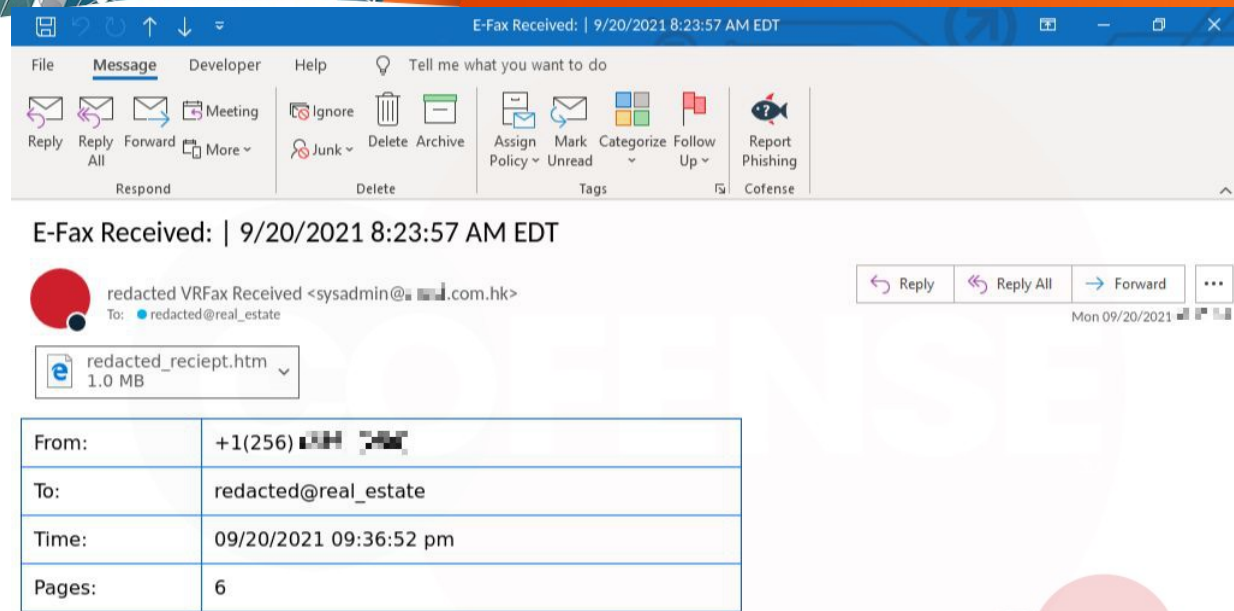 E-Fax Received: | 9/20/2021 8:23:57 AM EDT
File Message Developer Help Tell me what you want to do
Reply Reply All Forward Meeting More
Ignore Junk Delete Archive
Assign Policy Mark Unread Categorize Follow Up
Report Phishing
Respond Delete Tags Cofense
E-Fax Received: | 9/20/2021 8:23:57 AM EDT
redacted VRFax Received <sysadmin@ .com.hk>
Reply Reply All Forward ...
To: redacted@real_estate
Mon 09/20/2021
redacted_reciept.htm
1.0 MB
COFENSE
From: +1(256)
To: redacted@real_estate
Time: 09/20/2021 09:36:52 pm
Pages: 6